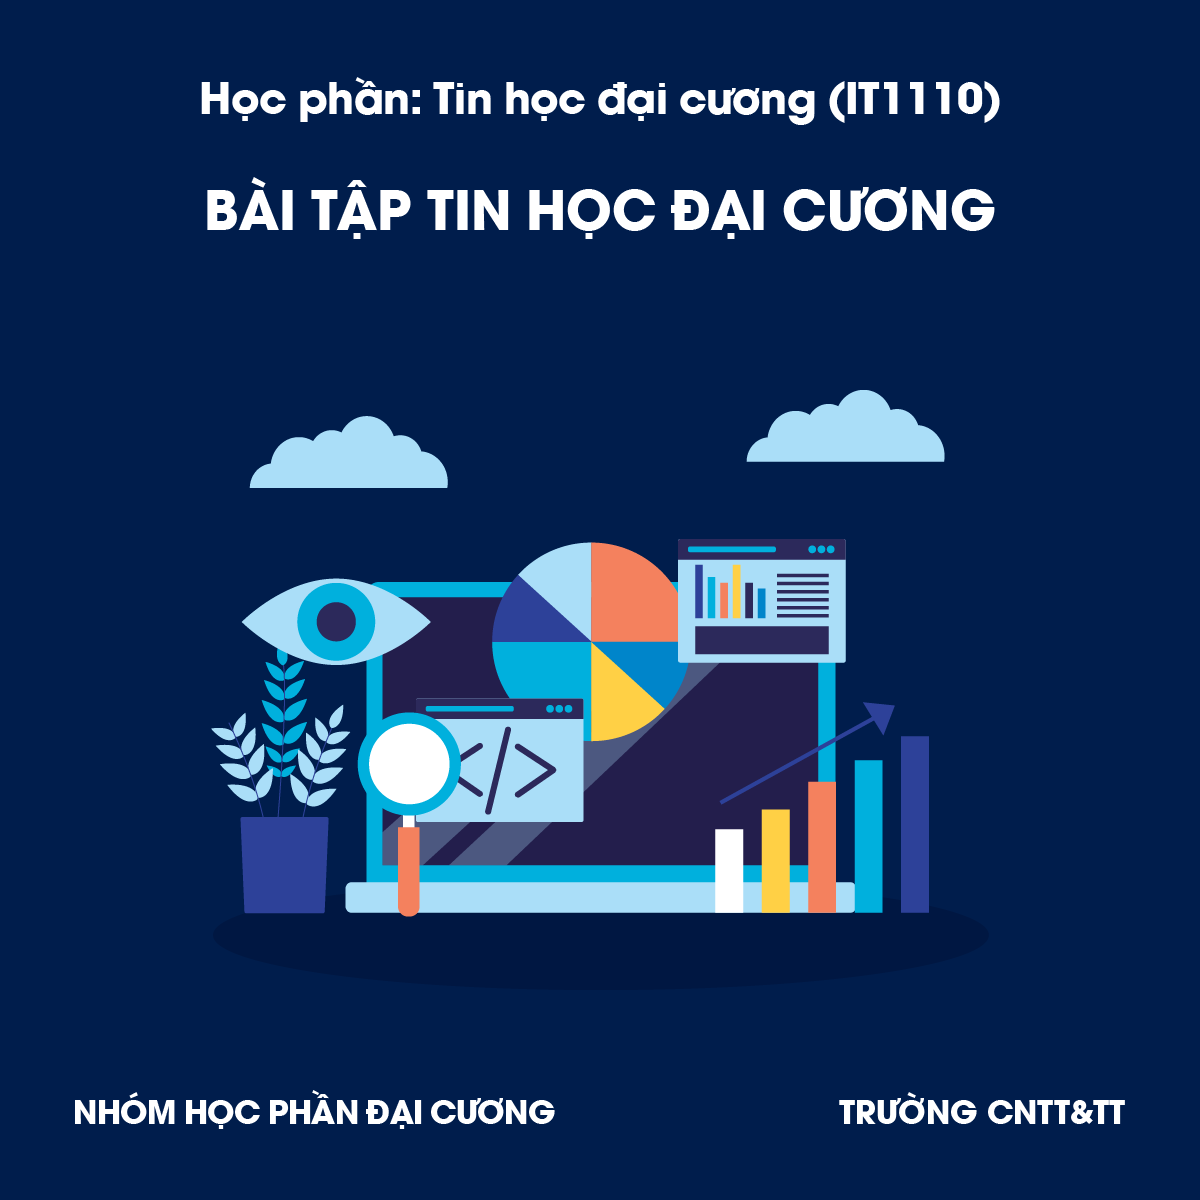 Học phần: Tin học đại cương (IT1110)
BÀI TẬP TIN HỌC ĐẠI CƯƠNG
</>
NHÓM HỌC PHẦN ĐẠI CƯƠNG
TRƯỜNG CNTT&TT